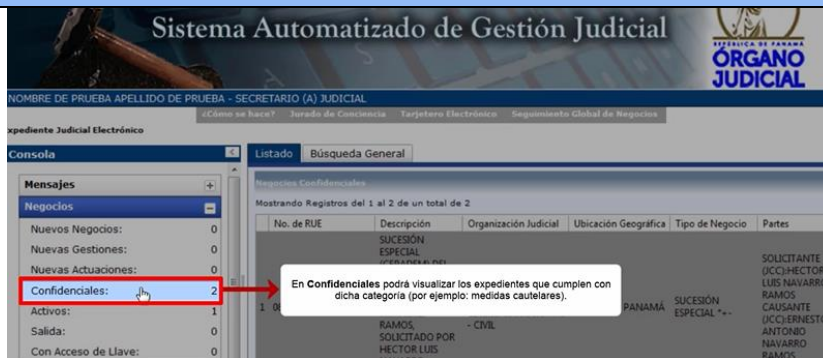 Sistema Automatizado de Gestión Judicial
REPÚBLICA DE PANAMÁ
ÓRGANO
JUDICIAL
NOMBRE DE PRUEBA APELLIDO DE PRUEBA - SECRETARIO (A) JUDICIAL
¿Cómo se hace? Jurado de Conciencia Tarjetero Electrónico Seguimiento Global de Negocios
xpediente Judicial Electrónico
Consola
Listado Búsqueda General
Mensajes
Negocios
Nuevos Negocios: 0
Nuevas Gestiones: 0
Nuevas Actuaciones: 0
Confidenciales: 2
Activos: 1
Salida: 0
Con Acceso de Llave: 0
Negocios Confidenciales
Mostrando Registros del 1 al 2 de un total de 2
No. de RUE Descripción Organización Judicial Ubicación Geográfica Tipo de Negocio Partes
SUCESIÓN
ESPECIAL
En Confidenciales podrá visualizar los expedientes que cumplen con
dicha categoría (por ejemplo: medidas cautelares).
1
RAMOS,
SOLICITADO POR
HECTOR LUIS
- CIVIL
PANAMÁ
SUCESIÓN
ESPECIAL *+-
SOLICITANTE
(JCC):HECTOR
LUIS NAVARRO
RAMOS
CAUSANTE
(JCC):ERNESTO
ANTONIO
NAVARRO
RAMOS